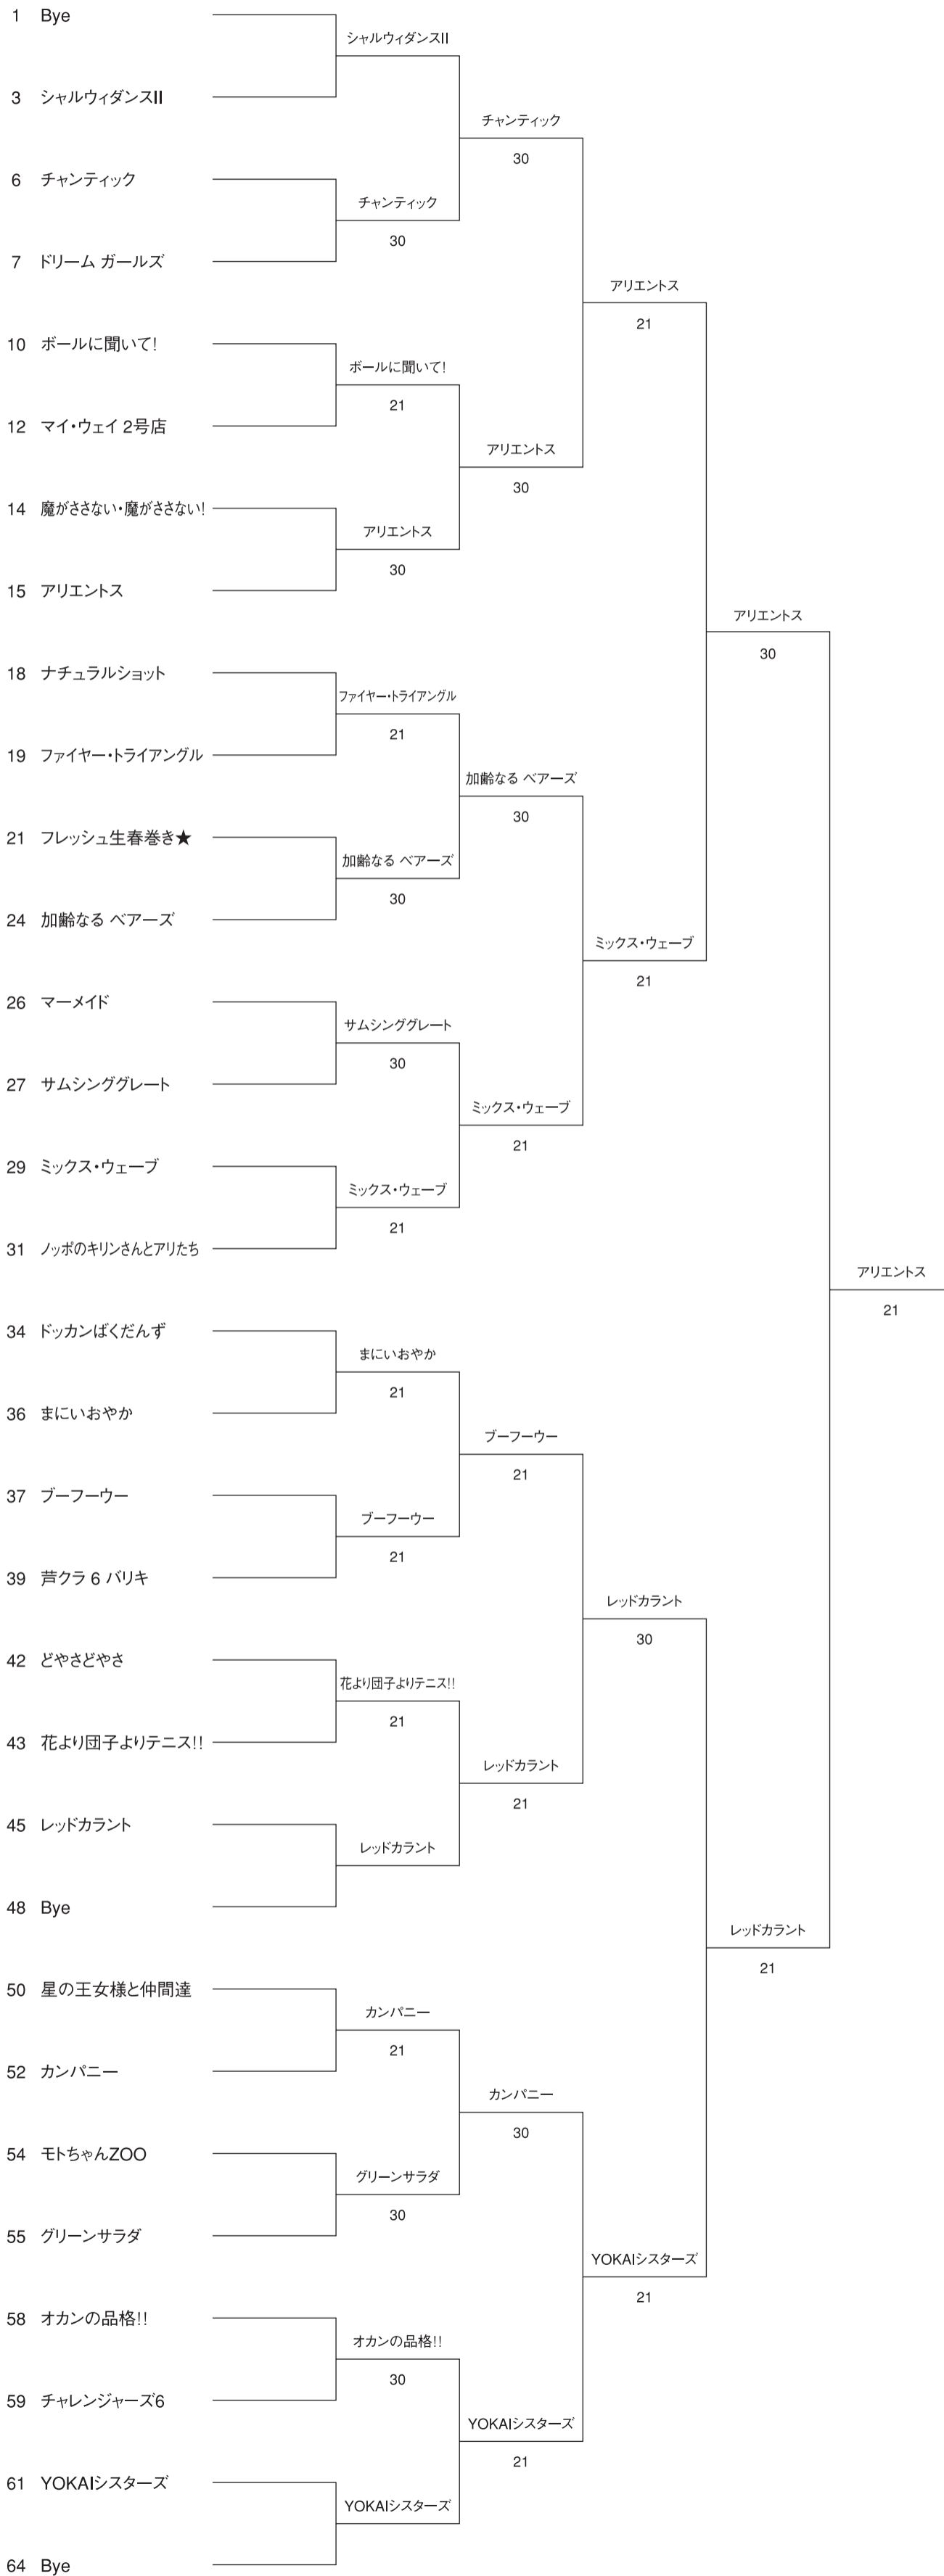 1 Bye
シャルウィダンスII
3 シャルウィダンスII
チャンティック
30
6 チャンティック
チャンティック
30
7 ドリーム ガールズ
アリエントス
21
10 ボールに聞いて!
ボールに聞いて!
21
12 マイ・ウェイ 2号店
アリエントス
30
14 魔がささない・魔がささない!
アリエントス
30
15 アリエントス
アリエントス
30
18 ナチュラルショット
ファイヤー・トライアングル
21
19 ファイヤー・トライアングル
加齢なる ベアーズ
30
21 フレッシュ生春巻き★
加齢なる ベアーズ
30
24 加齢なる ベアーズ
ミックス・ウェーブ
21
26 マーメイド
サムシンググレート
30
27 サムシンググレート
ミックス・ウェーブ
21
29 ミックス・ウェーブ
ミックス・ウェーブ
21
31 ノッポのキリンさんとアリたち
アリエントス
21
34 ドッカンばくだんず
まにいおやか
21
36 まにいおやか
ブーフーウー
21
37 ブーフーウー
ブーフーウー
21
39 芦クラ 6 バリキ
レッドカラント
30
42 どやさどやさ
花より団子よりテニス!!
21
43 花より団子よりテニス!!
レッドカラント
21
45 レッドカラント
レッドカラント
48 Bye
レッドカラント
21
50 星の王女様と仲間達
カンパニー
21
52 カンパニー
カンパニー
30
54 モトちゃんZOO
グリーンサラダ
30
55 グリーンサラダ
YOKAIシスターズ
21
58 オカンの品格!!
オカンの品格!!
30
59 チャレンジャーズ6
YOKAIシスターズ
21
61 YOKAIシスターズ
YOKAIシスターズ
64 Bye